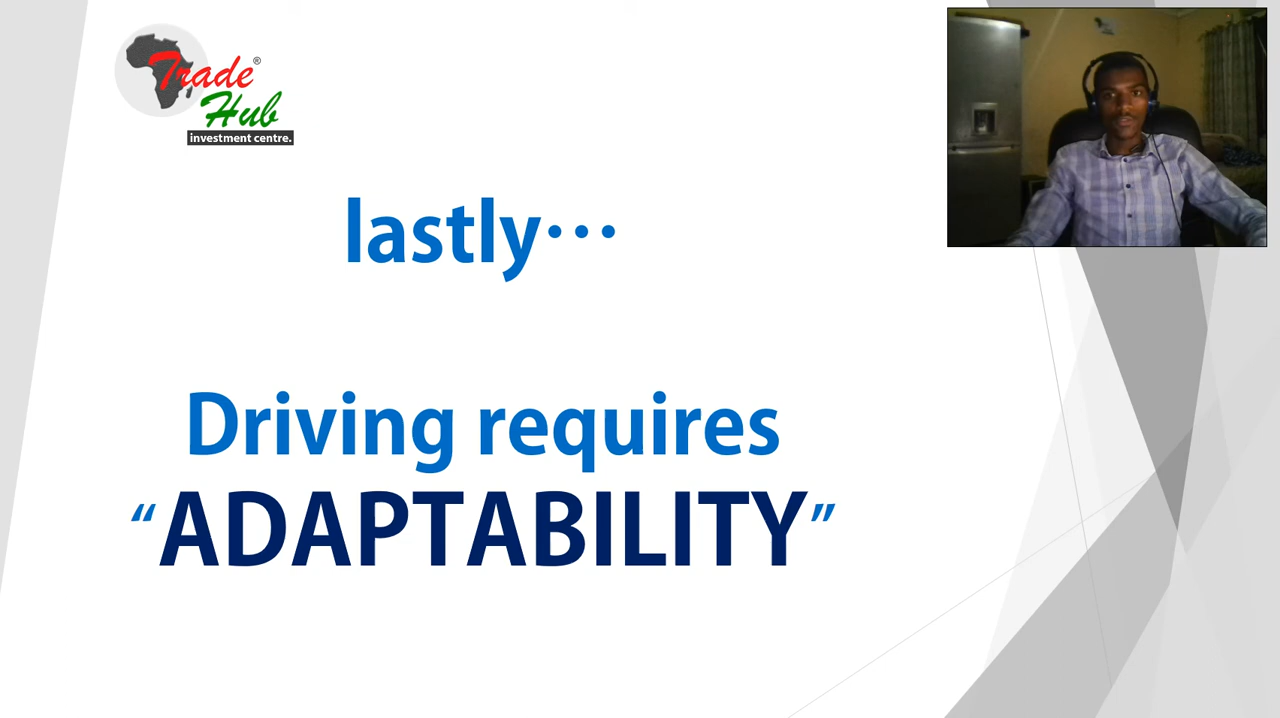 Trade®
Hub
investment centre.
lastly…
Driving requires
“ADAPTABILITY”